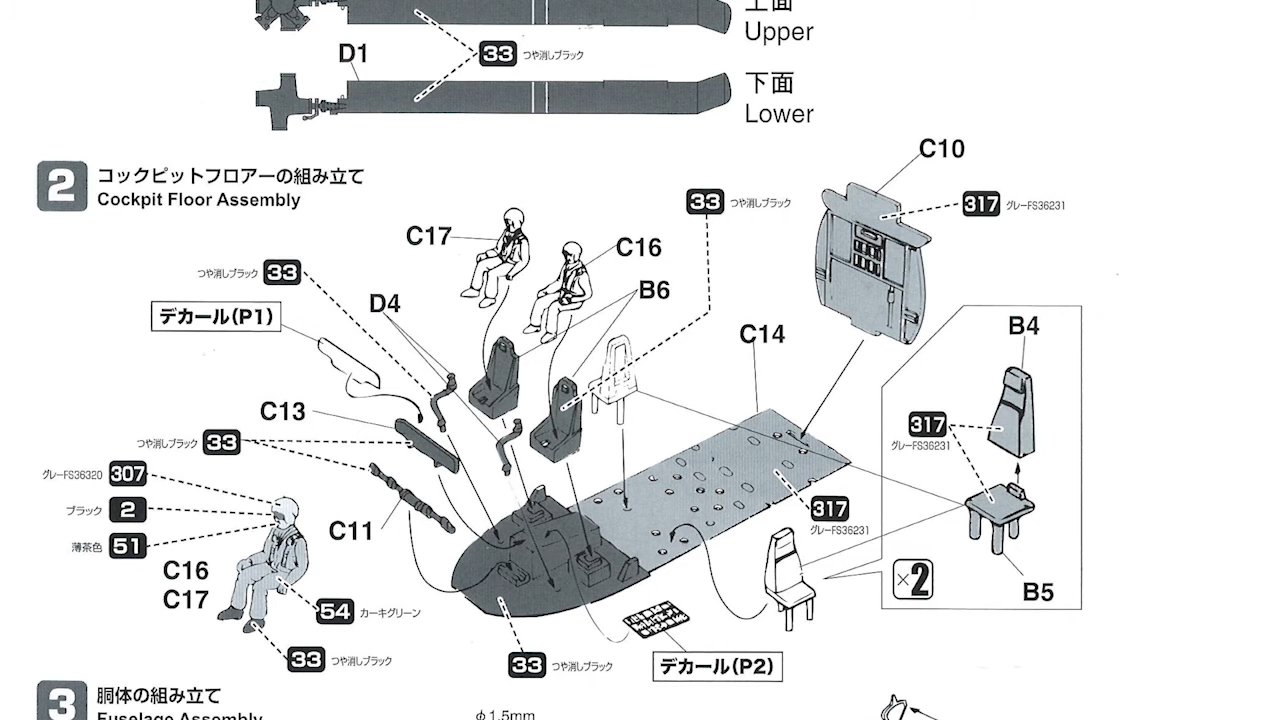 上面
Upper
D1
33 つや消しブラック
下面
Lower
2 コックピットフロアーの組み立て
Cockpit Floor Assembly
C10
33 つや消しブラック
317 グレーFS36231
C17
C16
つや消しブラック 33
B6
D4
デカール(P1)
C14
B4
C13
317
グレーFS36231
つや消しブラック 33
グレーFS36320 307
ブラック 2
317
グレーFS36231
C11
薄茶色 51
C16
C17
×2
B5
54 カーキグリーン
33 つや消しブラック
33 つや消しブラック
デカール(P2)
3 胴体の組み立て
Fuselage Assembly
φ1.5mm